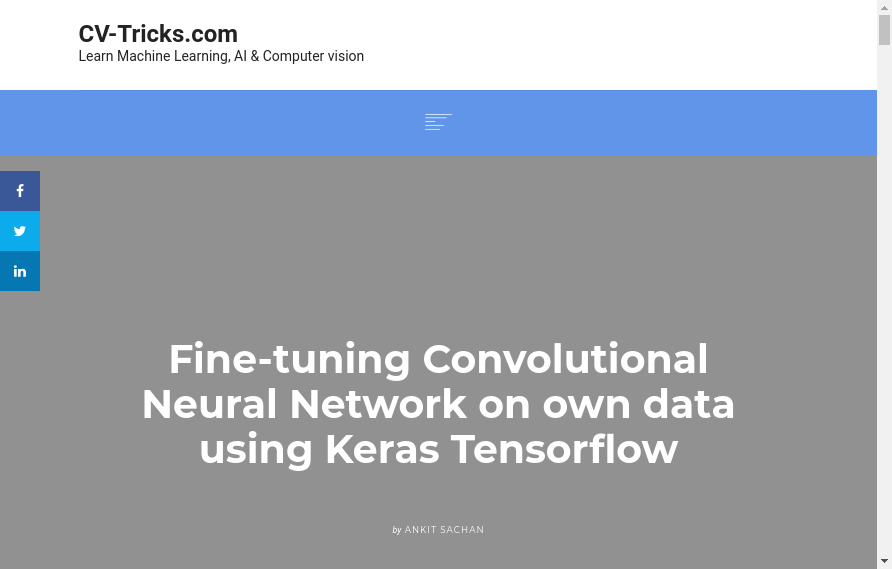 CV-Tricks.com
Learn Machine Learning, AI & Computer vision
Fine-tuning Convolutional
Neural Network on own data
using Keras Tensorflow
by ANKIT SACHAN